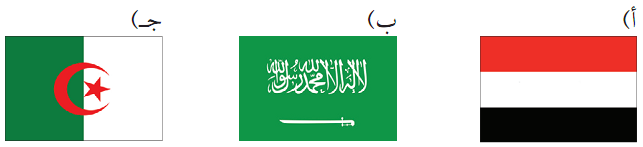 أ) ب) جـ)
لا إله إلا الله محمد رسول الله